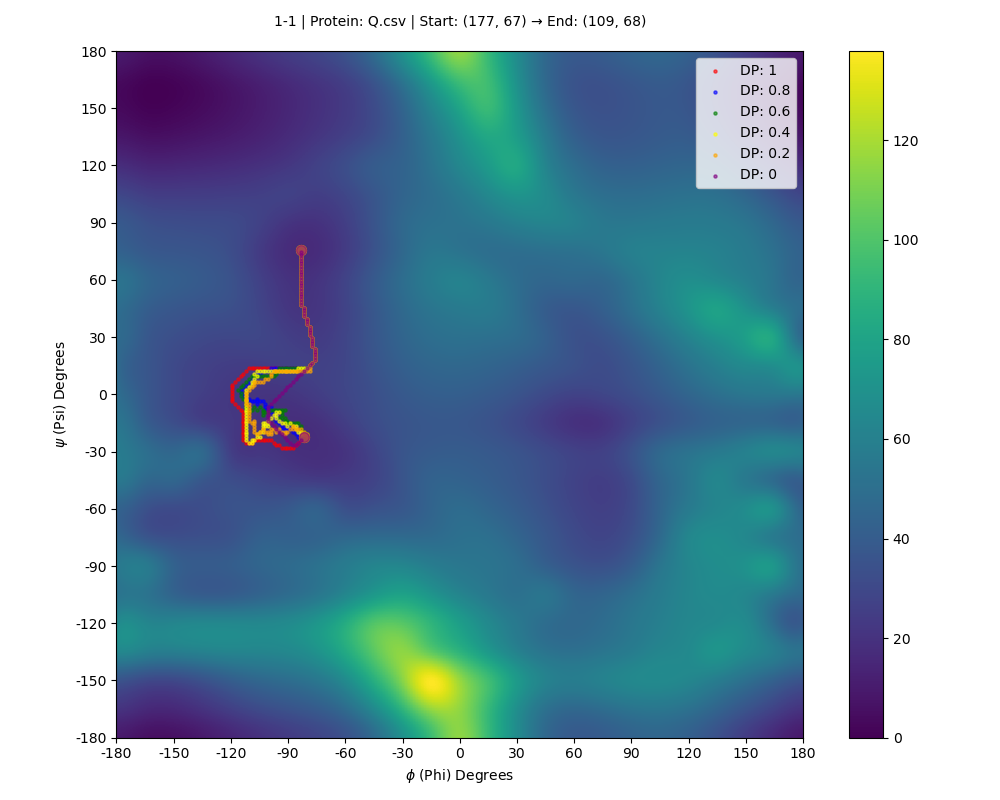 1-1 | Protein: Q.csv | Start: (177, 67) → End: (109, 68)
DP: 1
DP: 0.8
DP: 0.6
DP: 0.4
DP: 0.2
DP: 0
180
150
120
90
60
30
0
-30
-60
-90
-120
-150
-180
ψ (Psi) Degrees
-180 -150 -120 -90 -60 -30 0 30 60 90 120 150 180
ϕ (Phi) Degrees
120
100
80
60
40
20
0